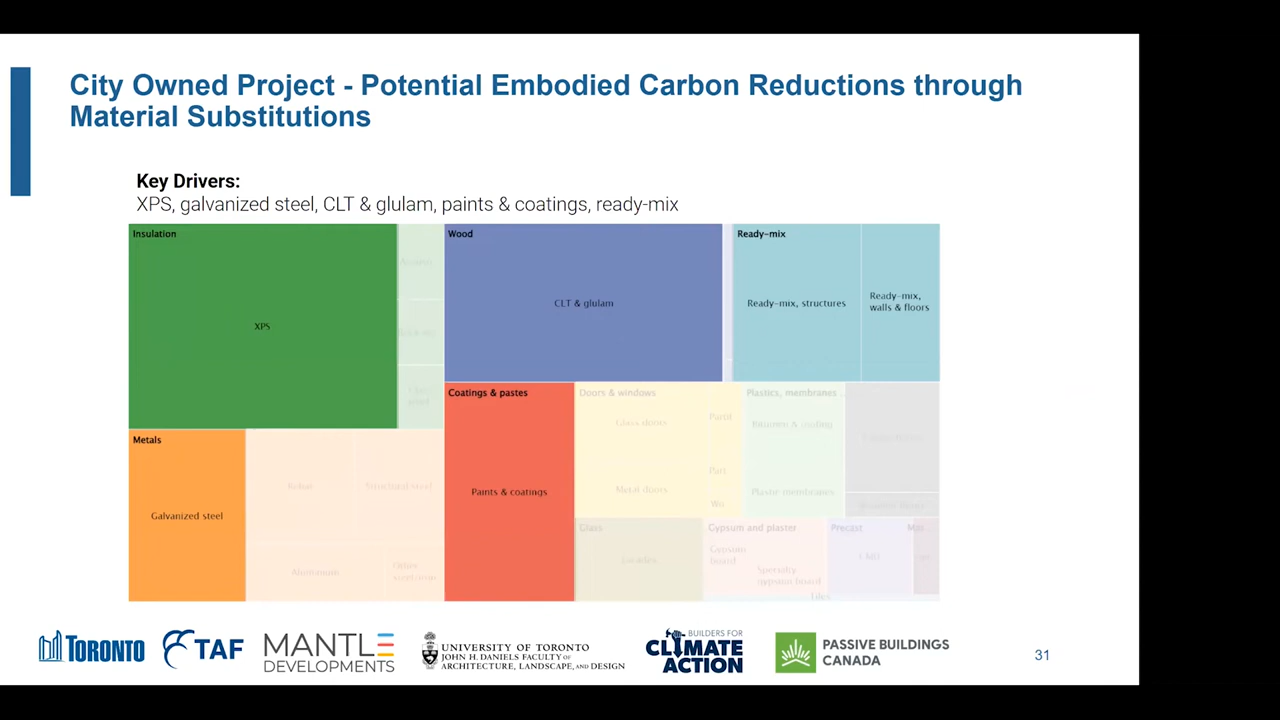 City Owned Project - Potential Embodied Carbon Reductions through
Material Substitutions
Key Drivers:
XPS, galvanized steel, CLT & glulam, paints & coatings, ready-mix
Insulation
XPS
Wood
CLT & glulam
Ready-mix
Ready-mix, structures
Ready-mix,
walls & floors
Metals
Galvanized steel
Rebar
Structural steel
Aluminium
Other
Coatings & pastes
Paints & coatings
Doors & windows
Glass doors
Metal doors
Plastics, membranes
Bitumen & roofing
Plastic membranes
Glass
Gypsum and plaster
Gypsum
board
Specialty
gypsum board
Precast
CMU
Tiles
TORONTO
TAF
MANTLE
DEVELOPMENTS
UNIVERSITY OF TORONTO
JOHN H. DANIELS FACULTY OF
ARCHITECTURE, LANDSCAPE, AND DESIGN
BUILDERS FOR
CLIMATE
ACTION
PASSIVE BUILDINGS
CANADA
31